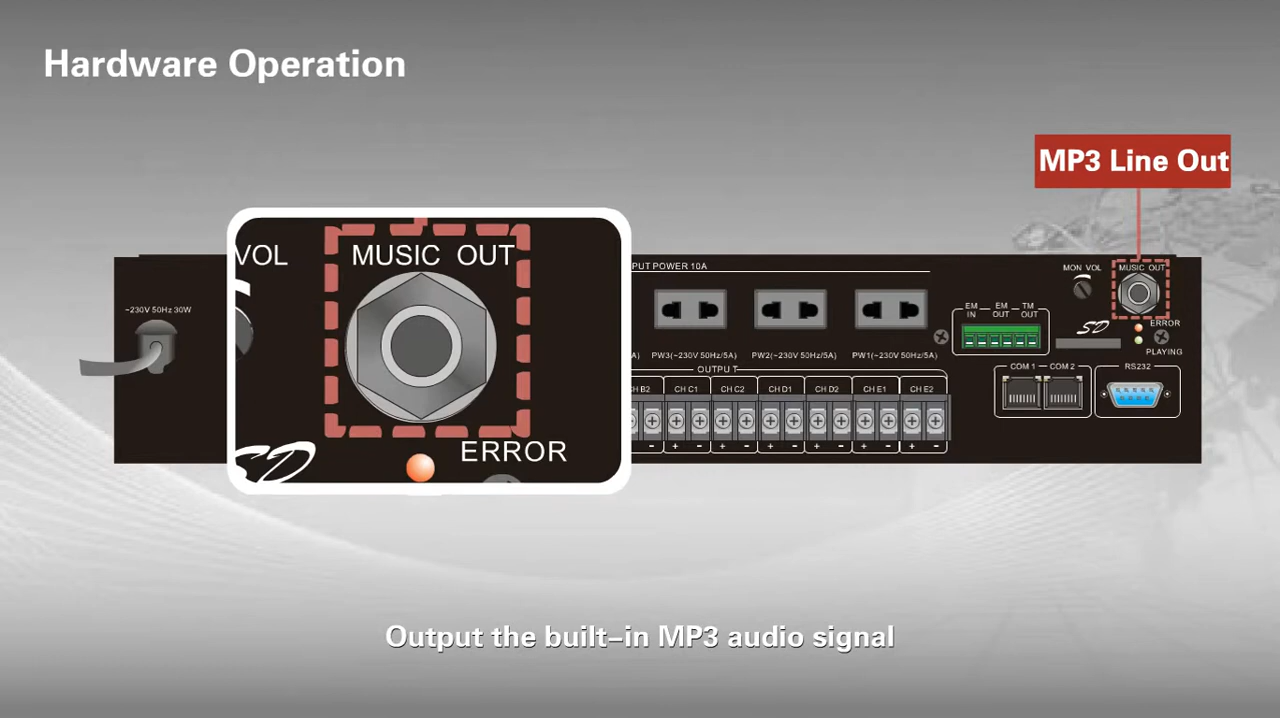 Hardware Operation
MP3 Line Out
VOL
MUSIC OUT
SD
ERROR
~230V 50Hz 30W
PUT POWER 10A
PW3(~230V 50Hz/5A)
PW2(~230V 50Hz/5A)
PW1(~230V 50Hz/5A)
OUTPUT
B2
CH C1
CH C2
CH D1
CH D2
CH E1
CH E2
- + - + - + - + - + - + -
EM IN
EM OUT
TM OUT
MON VOL
MUSIC OUT
SD
ERROR
PLAYING
COM 1
COM 2
RS232
Output the built-in MP3 audio signal